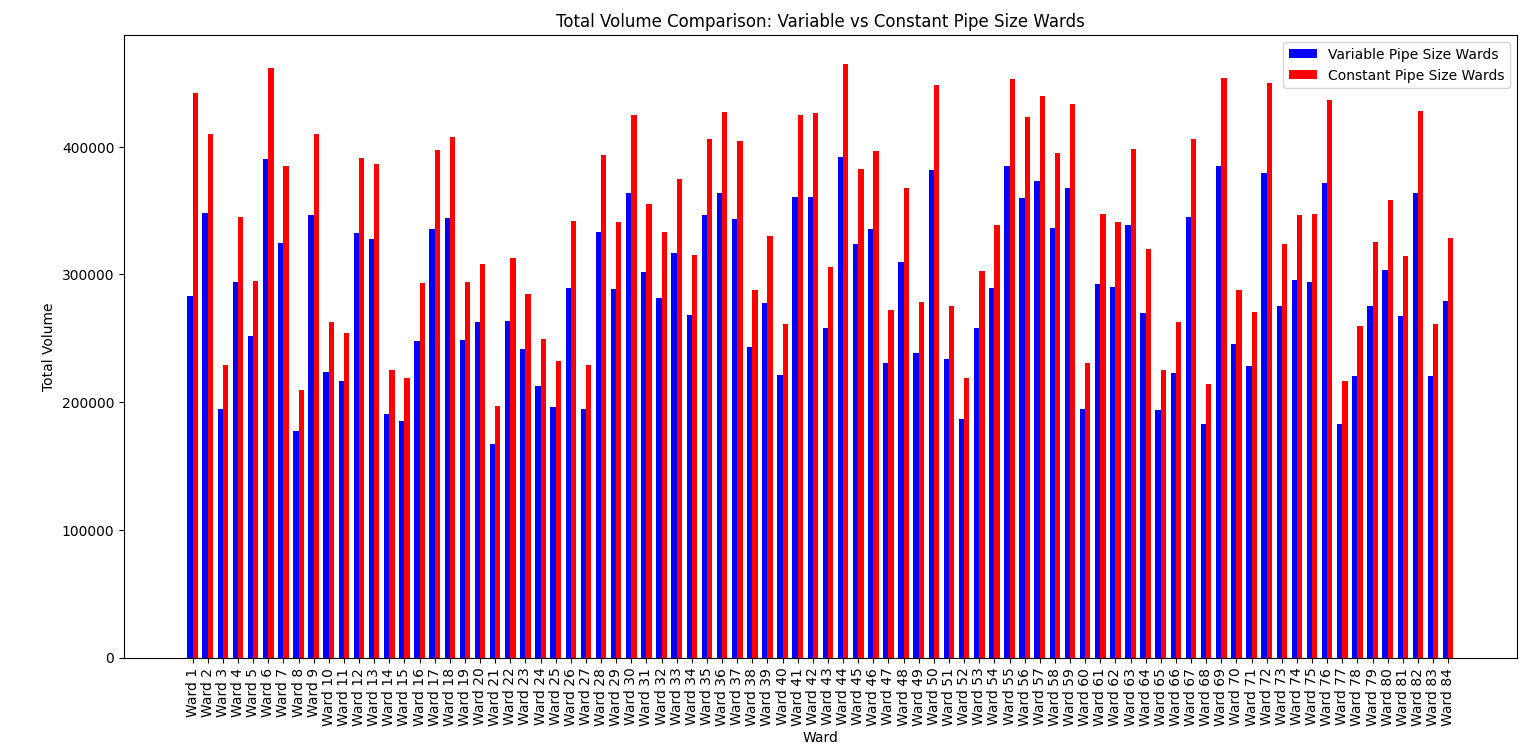 Total Volume Comparison: Variable vs Constant Pipe Size Wards
Variable Pipe Size Wards
Constant Pipe Size Wards
Total Volume
400000
300000
200000
100000
0
Ward 1
Ward 2
Ward 3
Ward 4
Ward 5
Ward 6
Ward 7
Ward 8
Ward 9
Ward 10
Ward 11
Ward 12
Ward 13
Ward 14
Ward 15
Ward 16
Ward 17
Ward 18
Ward 19
Ward 20
Ward 21
Ward 22
Ward 23
Ward 24
Ward 25
Ward 26
Ward 27
Ward 28
Ward 29
Ward 30
Ward 31
Ward 32
Ward 33
Ward 34
Ward 35
Ward 36
Ward 37
Ward 38
Ward 39
Ward 40
Ward 41
Ward 42
Ward 43
Ward 44
Ward 45
Ward 46
Ward 47
Ward 48
Ward 49
Ward 50
Ward 51
Ward 52
Ward 53
Ward 54
Ward 55
Ward 56
Ward 57
Ward 58
Ward 59
Ward 60
Ward 61
Ward 62
Ward 63
Ward 64
Ward 65
Ward 66
Ward 67
Ward 68
Ward 69
Ward 70
Ward 71
Ward 72
Ward 73
Ward 74
Ward 75
Ward 76
Ward 77
Ward 78
Ward 79
Ward 80
Ward 81
Ward 82
Ward 83
Ward 84
Ward